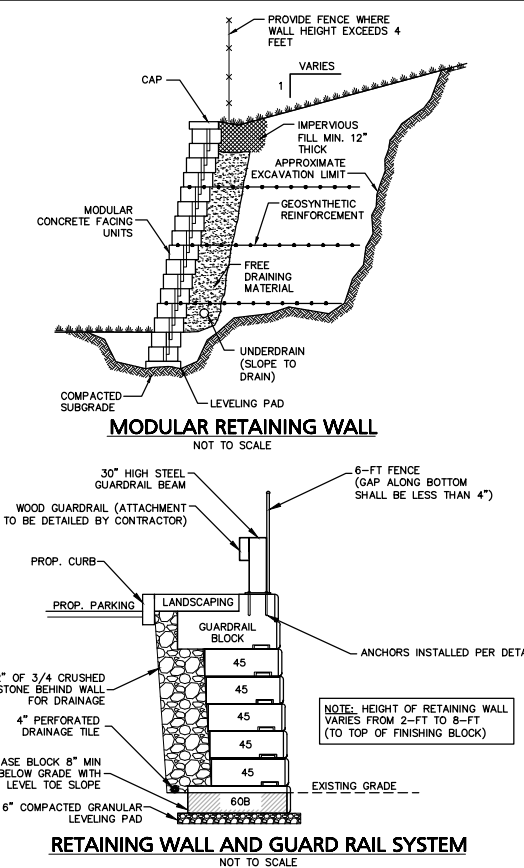 PROVIDE FENCE WHERE
WALL HEIGHT EXCEEDS 4
FEET
VARIES
1
CAP
IMPERVIOUS
FILL MIN. 12"
THICK
APPROXIMATE
EXCAVATION LIMIT
MODULAR
CONCRETE FACING
UNITS
GEOSYNTHETIC
REINFORCEMENT
FREE
DRAINING
MATERIAL
UNDERDRAIN
(SLOPE TO
DRAIN)
COMPACTED
SUBGRADE
LEVELING PAD
MODULAR RETAINING WALL
NOT TO SCALE
30" HIGH STEEL
GUARDRAIL BEAM
6-FT FENCE
(GAP ALONG BOTTOM
SHALL BE LESS THAN 4")
WOOD GUARDRAIL (ATTACHMENT
TO BE DETAILED BY CONTRACTOR)
PROP. CURB
PROP. PARKING
LANDSCAPING
GUARDRAIL
BLOCK
ANCHORS INSTALLED PER DETA
45
45
45
45
45
2" OF 3/4 CRUSHED
STONE BEHIND WALL
FOR DRAINAGE
4" PERFORATED
DRAINAGE TILE
NOTE: HEIGHT OF RETAINING WALL
VARIES FROM 2-FT TO 8-FT
(TO TOP OF FINISHING BLOCK)
ASE BLOCK 8" MIN
BELOW GRADE WITH
LEVEL TOE SLOPE
EXISTING GRADE
60B
6" COMPACTED GRANULAR
LEVELING PAD
RETAINING WALL AND GUARD RAIL SYSTEM
NOT TO SCALE